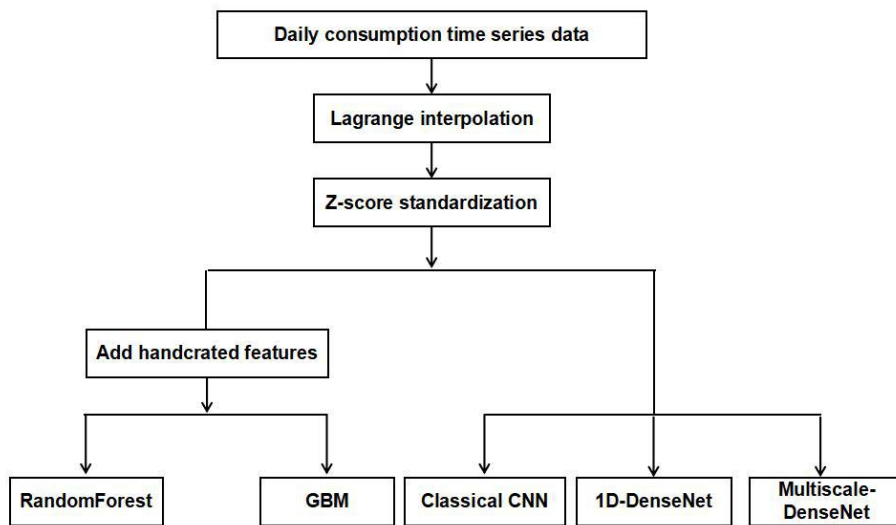 Daily consumption time series data
Lagrange interpolation
Z-score standardization
Add handcrated features
RandomForest
GBM
Classical CNN
1D-DenseNet
Multiscale-
DenseNet